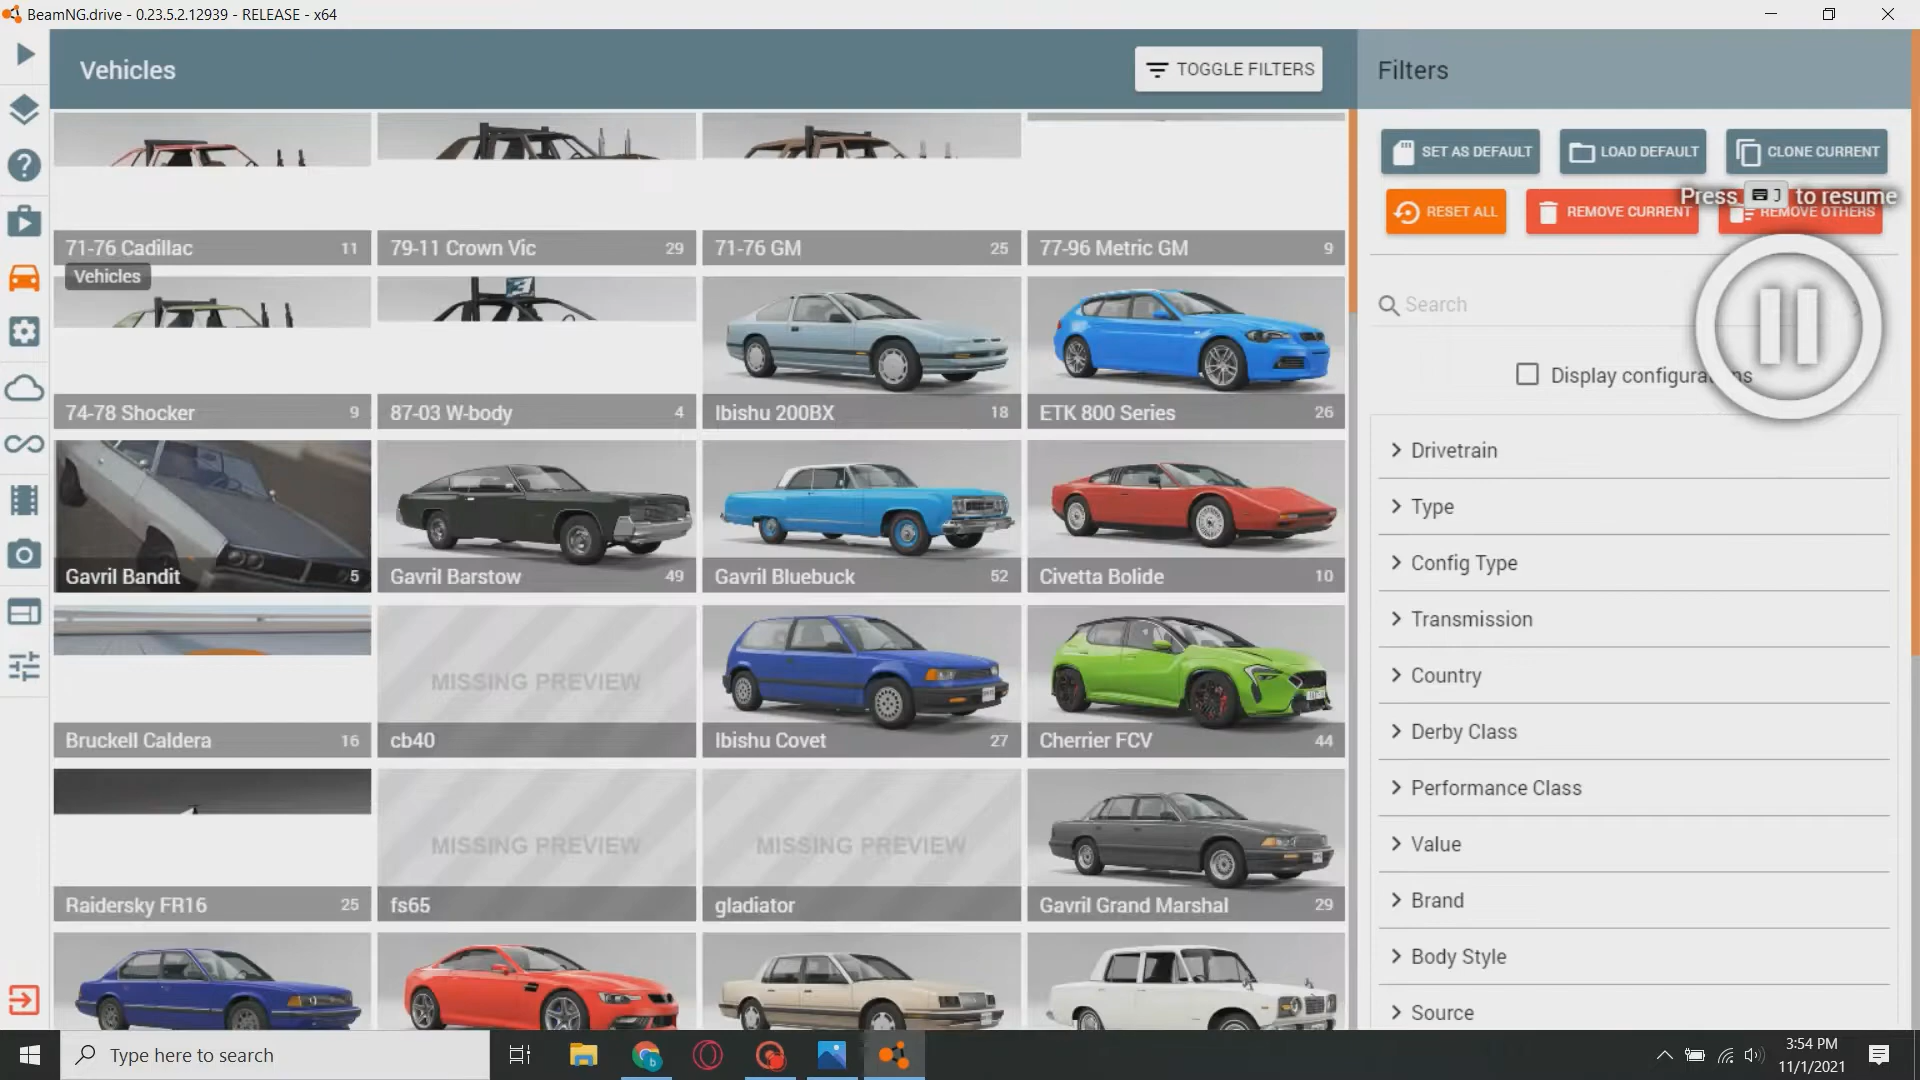 BeamNG.drive - 0.23.5.2.12939 - RELEASE - x64
Vehicles
TOGGLE FILTERS
Filters
SET AS DEFAULT
LOAD DEFAULT
CLONE CURRENT
Press J to resume
RESET ALL
REMOVE CURRENT
REMOVE OTHERS
71-76 Cadillac 11
79-11 Crown Vic 29
71-76 GM 25
77-96 Metric GM 9
Vehicles
Search
Display configurations
74-78 Shocker 9
87-03 W-body 4
Ibishu 200BX 18
ETK 800 Series 26
Drivetrain
Type
Config Type
Gavril Bandit 5
Gavril Barstow 49
Gavril Bluebuck 52
Civetta Bolide 10
Transmission
Country
MISSING PREVIEW
Derby Class
Bruckell Caldera 16
cb40
Ibishu Covet 27
Cherrier FCV 44
Performance Class
Value
MISSING PREVIEW
MISSING PREVIEW
Brand
Raidersky FR16 25
fs65
gladiator
Gavril Grand Marshal 29
Body Style
Source
Type here to search
3:54 PM
11/1/2021